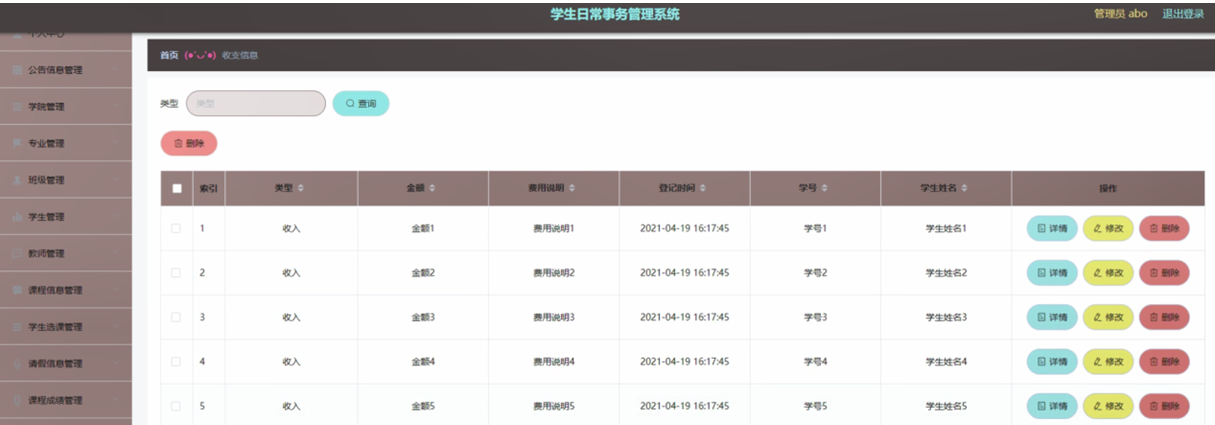 学生日常事务管理系统
管理员 abo 退出登录
个人中心
公告信息管理
学院管理
专业管理
班级管理
学生管理
教师管理
课程信息管理
学生选课管理
请假信息管理
课程成绩管理
首页 (●'◡'●) 收支信息
类型 类型 查询
删除
索引 类型 金额 费用说明 登记时间 学号 学生姓名 操作
1 收入 金额1 费用说明1 2021-04-19 16:17:45 学号1 学生姓名1 详情 修改 删除
2 收入 金额2 费用说明2 2021-04-19 16:17:45 学号2 学生姓名2 详情 修改 删除
3 收入 金额3 费用说明3 2021-04-19 16:17:45 学号3 学生姓名3 详情 修改 删除
4 收入 金额4 费用说明4 2021-04-19 16:17:45 学号4 学生姓名4 详情 修改 删除
5 收入 金额5 费用说明5 2021-04-19 16:17:45 学号5 学生姓名5 详情 修改 删除